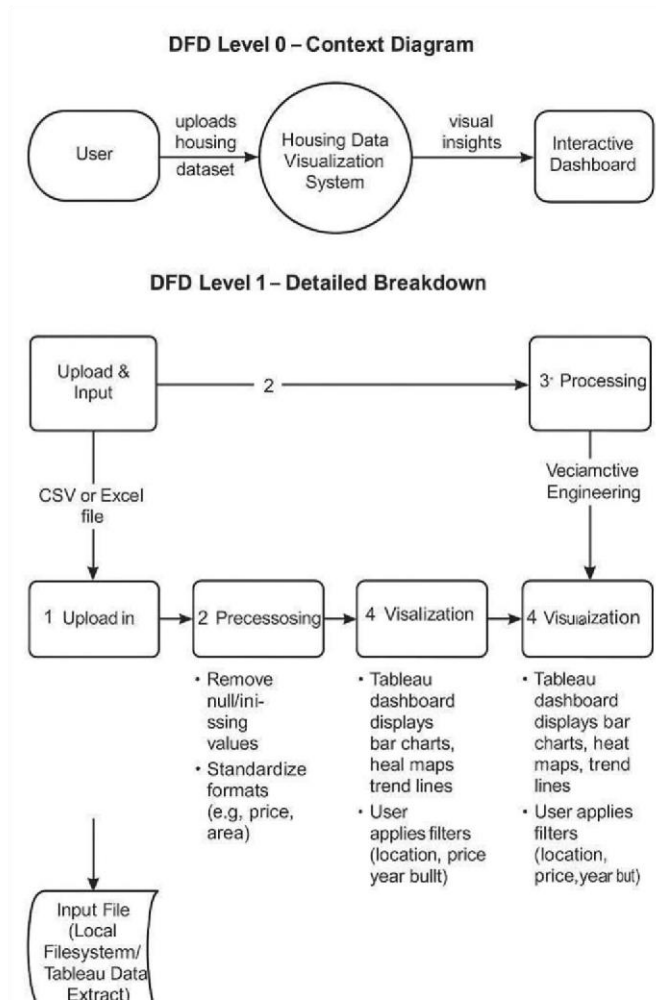 DFD Level 0 – Context Diagram
User
uploads
housing
dataset
Housing Data
Visualization
System
visual
insights
Interactive
Dashboard
DFD Level 1 – Detailed Breakdown
Upload &
Input
2
3· Processing
CSV or Excel
file
Veciamctive
Engineering
1 Upload in
2 Precessosing
4 Visalization
4 Visuaization
• Remove
null/ini-
ssing
values
• Standardize
formats
(e.g, price,
area)
• Tableau
dashboard
displays
bar charts,
heal maps
trend lines
• User
applies filters
(location, price
year bullt)
• Tableau
dashboard
displays bar
charts, heat
maps, trend
lines
• User applies
filters
(location,
price,year but)
Input File
(Local
Filesysterm/
Tableau Data
Extract)